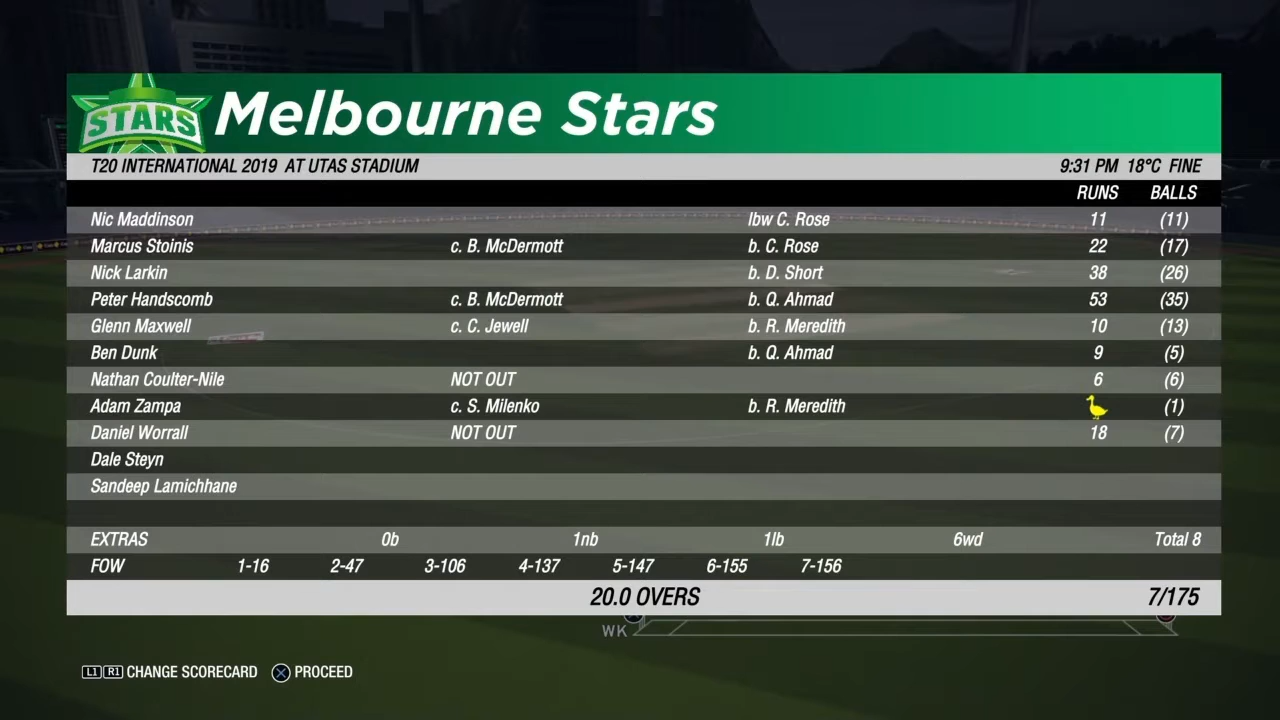 STARS Melbourne Stars
T20 INTERNATIONAL 2019 AT UTAS STADIUM 9:31 PM 18°C FINE
RUNS BALLS
Nic Maddinson lbw C. Rose 11 (11)
Marcus Stoinis c. B. McDermott b. C. Rose 22 (17)
Nick Larkin b. D. Short 38 (26)
Peter Handscomb c. B. McDermott b. Q. Ahmad 53 (35)
Glenn Maxwell c. C. Jewell b. R. Meredith 10 (13)
Ben Dunk b. Q. Ahmad 9 (5)
Nathan Coulter-Nile NOT OUT 6 (6)
Adam Zampa c. S. Milenko b. R. Meredith (1)
Daniel Worrall NOT OUT 18 (7)
Dale Steyn
Sandeep Lamichhane
EXTRAS 0b 1nb 1lb 6wd Total 8
FOW 1-16 2-47 3-106 4-137 5-147 6-155 7-156
20.0 OVERS 7/175
WK
L1 R1 CHANGE SCORECARD X PROCEED